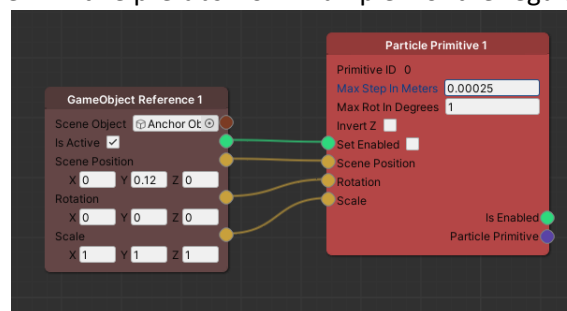 GameObject Reference 1
Scene Object Anchor Ob
Is Active
Scene Position
X 0 Y 0.12 Z 0
Rotation
X 0 Y 0 Z 0
Scale
X 1 Y 1 Z 1
Particle Primitive 1
Primitive ID 0
Max Step In Meters 0.00025
Max Rot In Degrees 1
Invert Z
Set Enabled
Scene Position
Rotation
Scale
Is Enabled
Particle Primitive